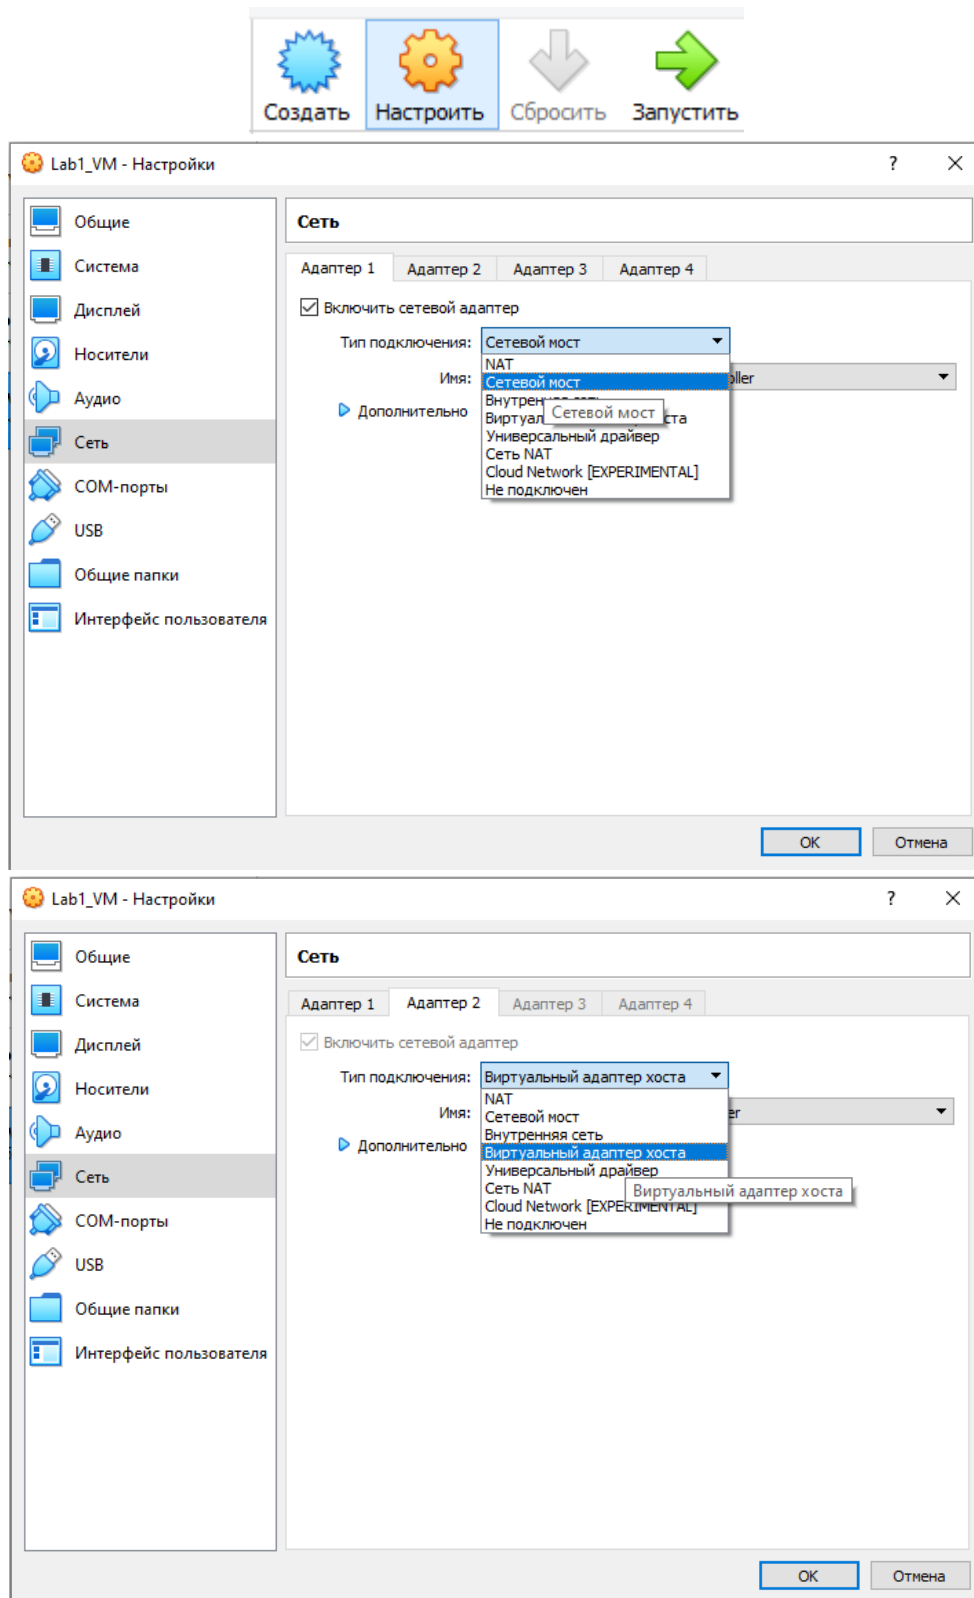 Создать Настроить Сбросить Запустить
Lab1_VM - Настройки ? ×
Общие
Система
Дисплей
Носители
Аудио
Сеть
COM-порты
USB
Общие папки
Интерфейс пользователя
Сеть
Адаптер 1 Адаптер 2 Адаптер 3 Адаптер 4
Включить сетевой адаптер
Тип подключения: Сетевой мост
NAT
Имя:
Сетевой мост
Дополнительно
Сетевой мост
Универсальный драйвер
Сеть NAT
Cloud Network [EXPERIMENTAL]
Не подключен
OK Отмена
Lab1_VM - Настройки ? ×
Общие
Система
Дисплей
Носители
Аудио
Сеть
COM-порты
USB
Общие папки
Интерфейс пользователя
Сеть
Адаптер 1 Адаптер 2 Адаптер 3 Адаптер 4
Включить сетевой адаптер
Тип подключения: Виртуальный адаптер хоста
NAT
Имя:
Сетевой мост
Внутренняя сеть
Дополнительно
Виртуальный адаптер хоста
Универсальный драйвер
Сеть NAT
Виртуальный адаптер хоста
Cloud Network [EXPERIMENTAL]
Не подключен
OK Отмена